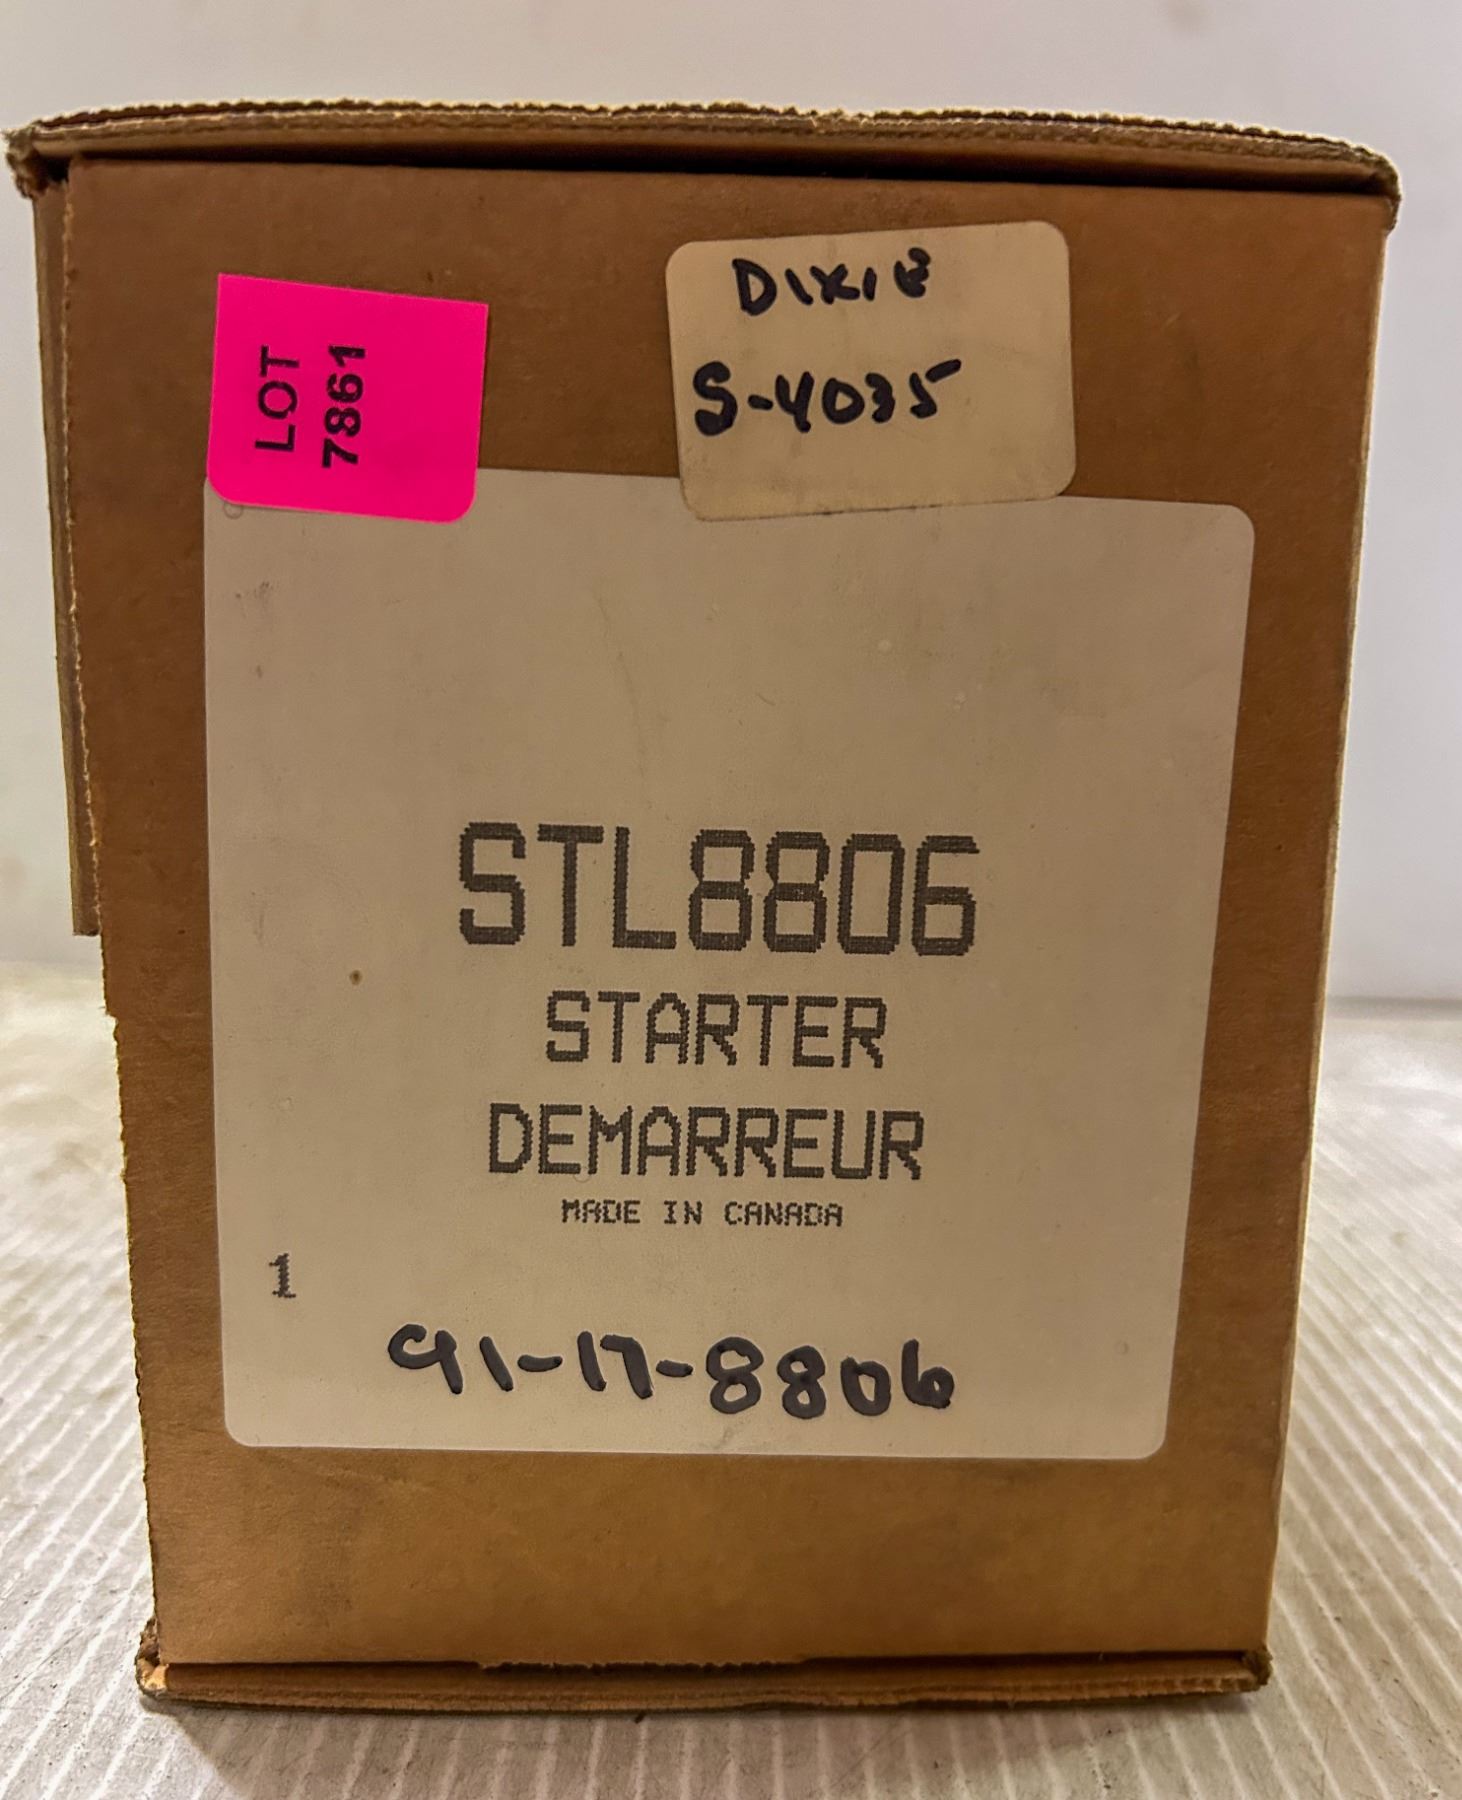 LOT
7861
DIXIE
S-4035
STL8806
STARTER
DEMARREUR
MADE IN CANADA
1
91-17-8806